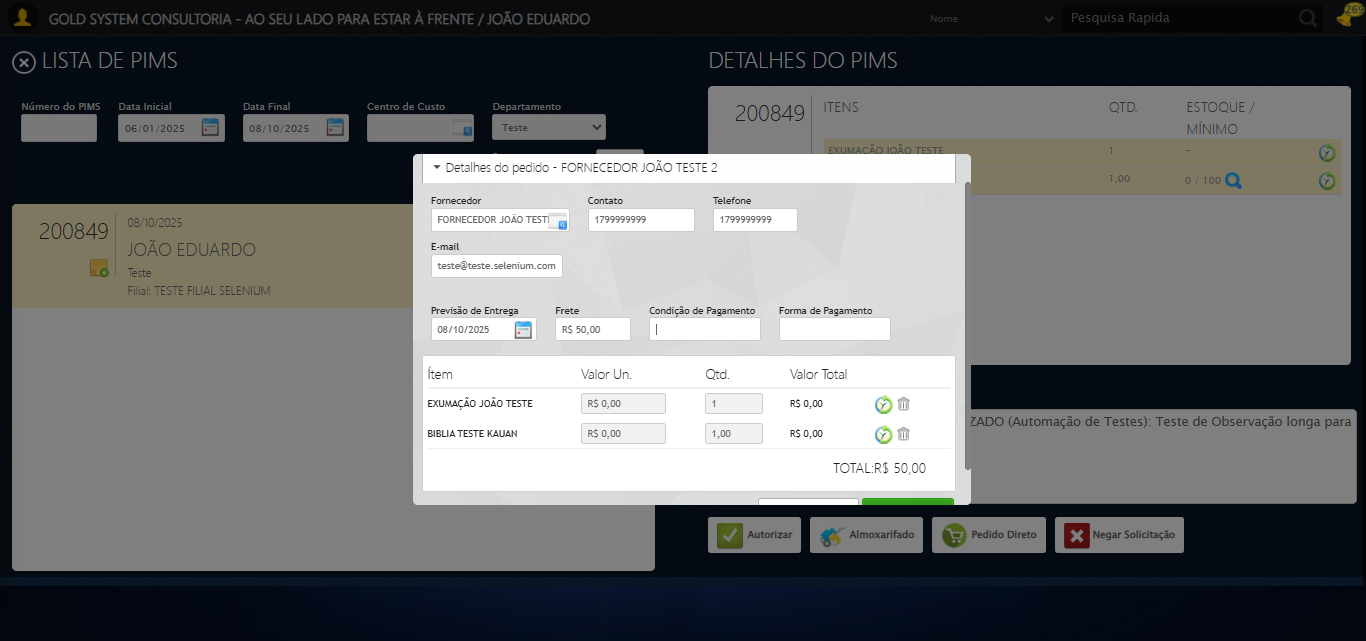 GOLD SYSTEM CONSULTORIA - AO SEU LADO PARA ESTAR À FRENTE / JOÃO EDUARDO
Nome
Pesquisa Rapida
269
LISTA DE PIMS
Número do PIMS
Data Inicial
Data Final
Centro de Custo
Departamento
06/01/2025
08/10/2025
Teste
200849
08/10/2025
JOÃO EDUARDO
Teste
Filial: TESTE FILIAL SELENIUM
DETALHES DO PIMS
200849
ITENS
QTD.
ESTOQUE /
MÍNIMO
EXUMAÇÃO JOÃO TESTE
1
-
1,00
0 / 100
Detalhes do pedido - FORNECEDOR JOÃO TESTE 2
Fornecedor
Contato
Telefone
FORNECEDOR JOÃO TEST
1799999999
1799999999
E-mail
teste@teste.selenium.com
Previsão de Entrega
Frete
Condição de Pagamento
Forma de Pagamento
08/10/2025
R$ 50,00
Ítem
Valor Un.
Qtd.
Valor Total
EXUMAÇÃO JOÃO TESTE
R$ 0,00
1
R$ 0,00
BIBLIA TESTE KAUAN
R$ 0,00
1,00
R$ 0,00
TOTAL:R$ 50,00
ZADO (Automação de Testes): Teste de Observação longa para
Autorizar
Almoxarifado
Pedido Direto
Negar Solicitação